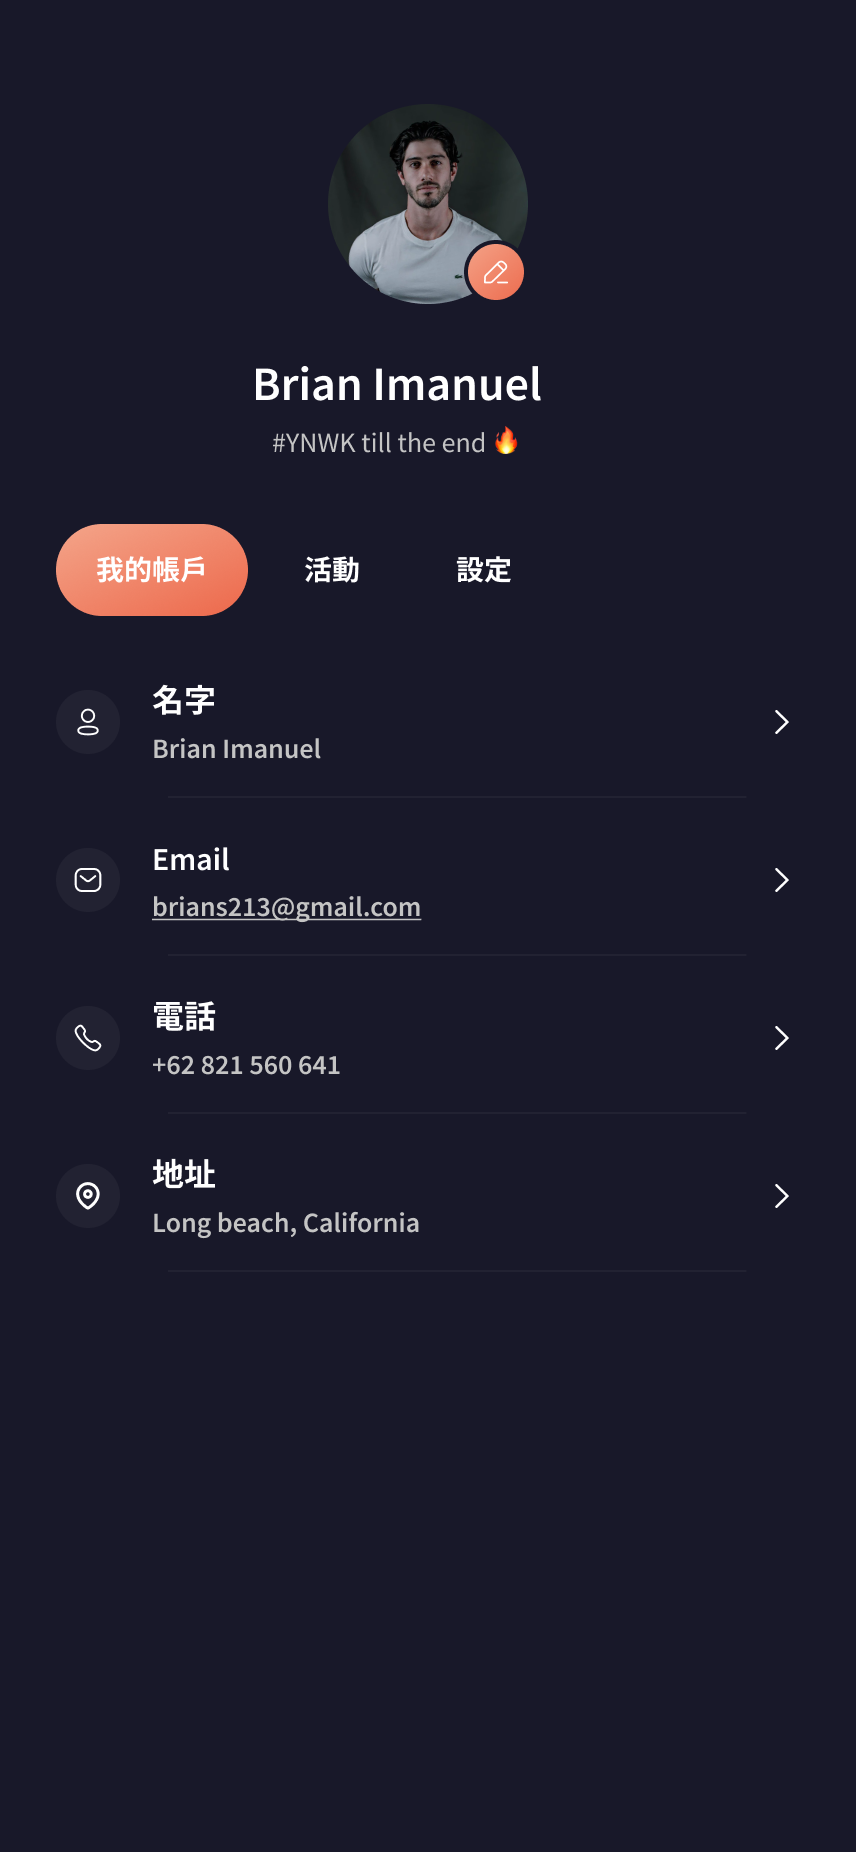 Brian Imanuel
#YNWK till the end 🔥
我的帳戶 活動 設定
名字
Brian Imanuel
Email
brians213@gmail.com
電話
+62 821 560 641
地址
Long beach, California